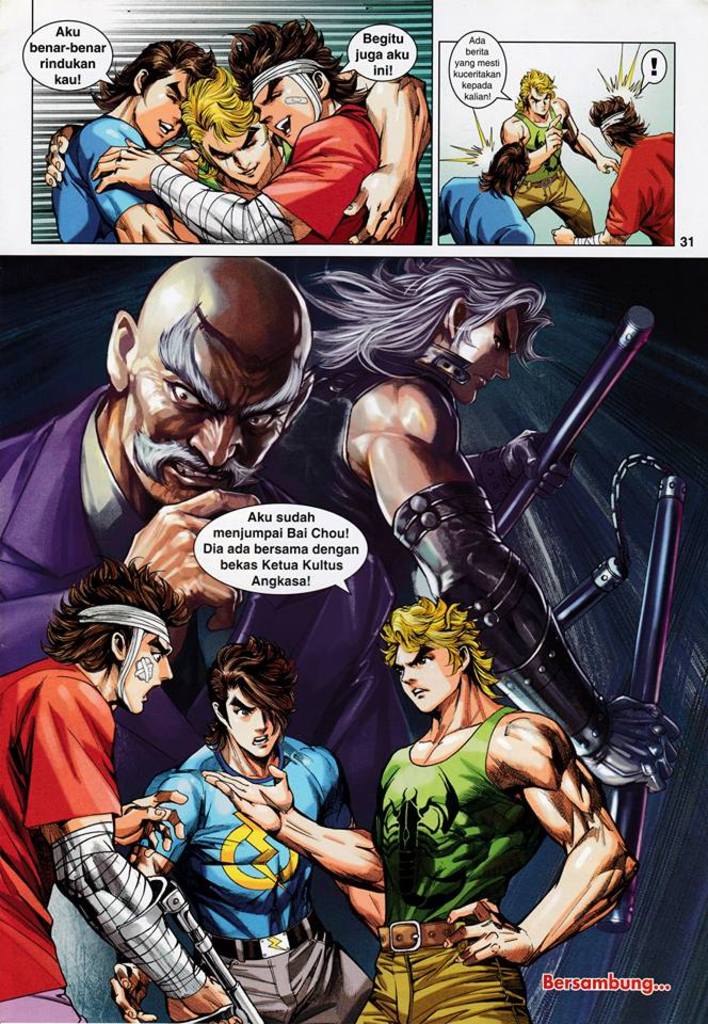 Aku
benar-benar
rindukan
kau!
Begitu
juga aku
ini!
Ada
berita
yang mesti
kuceritakan
kepada
kalian!
!
31
Aku sudah
menjumpai Bai Chou!
Dia ada bersama dengan
bekas Ketua Kultus
Angkasa!
Bersambung...